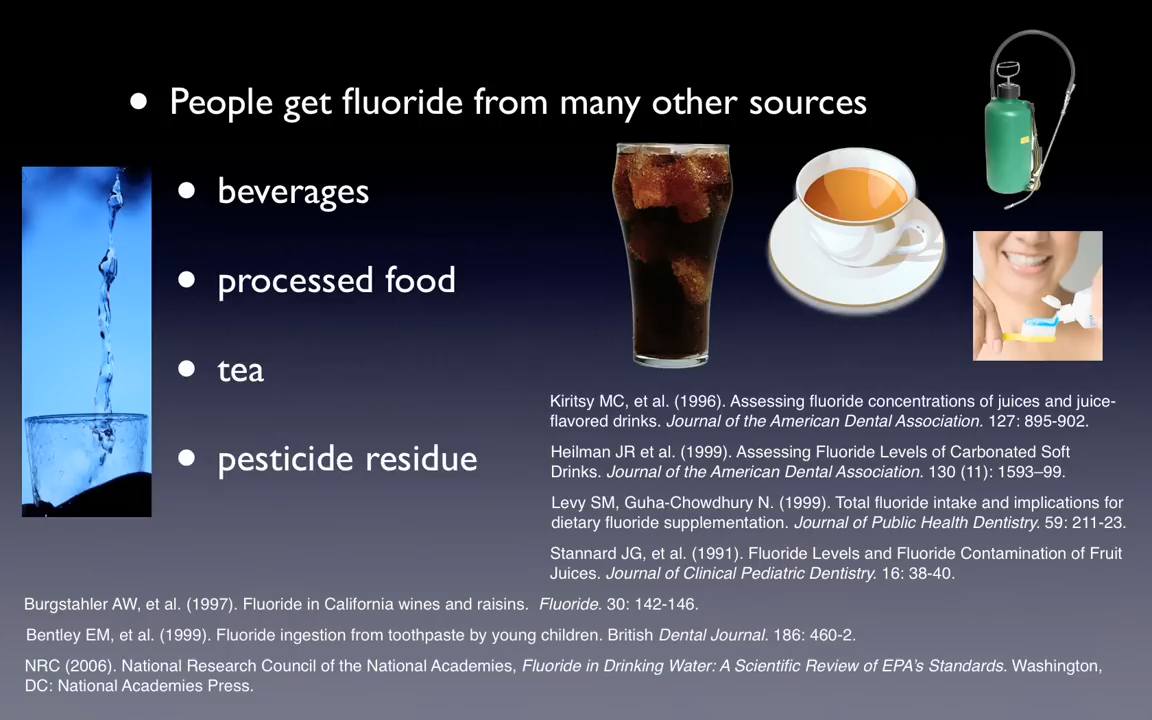 • People get fluoride from many other sources
• beverages
• processed food
• tea
• pesticide residue
Kiritsy MC, et al. (1996). Assessing fluoride concentrations of juices and juice-
flavored drinks. Journal of the American Dental Association. 127: 895-902.
Heilman JR et al. (1999). Assessing Fluoride Levels of Carbonated Soft
Drinks. Journal of the American Dental Association. 130 (11): 1593–99.
Levy SM, Guha-Chowdhury N. (1999). Total fluoride intake and implications for
dietary fluoride supplementation. Journal of Public Health Dentistry. 59: 211-23.
Stannard JG, et al. (1991). Fluoride Levels and Fluoride Contamination of Fruit
Juices. Journal of Clinical Pediatric Dentistry. 16: 38-40.
Burgstahler AW, et al. (1997). Fluoride in California wines and raisins. Fluoride. 30: 142-146.
Bentley EM, et al. (1999). Fluoride ingestion from toothpaste by young children. British Dental Journal. 186: 460-2.
NRC (2006). National Research Council of the National Academies, Fluoride in Drinking Water: A Scientific Review of EPA’s Standards. Washington,
DC: National Academies Press.